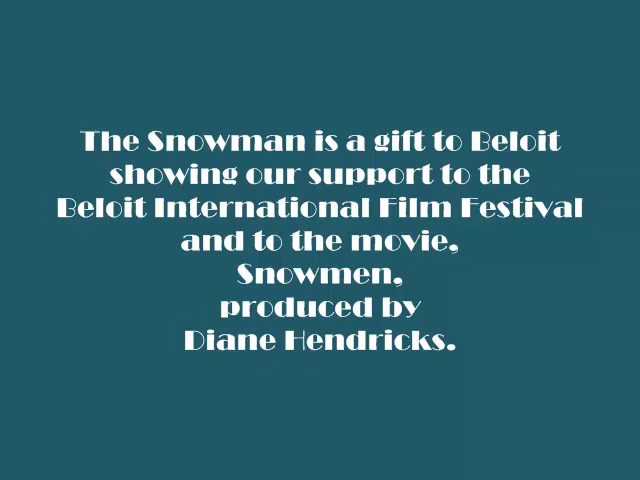 The Snowman is a gift to Beloit
showing our support to the
Beloit International Film Festival
and to the movie,
Snowmen,
produced by
Diane Hendricks.